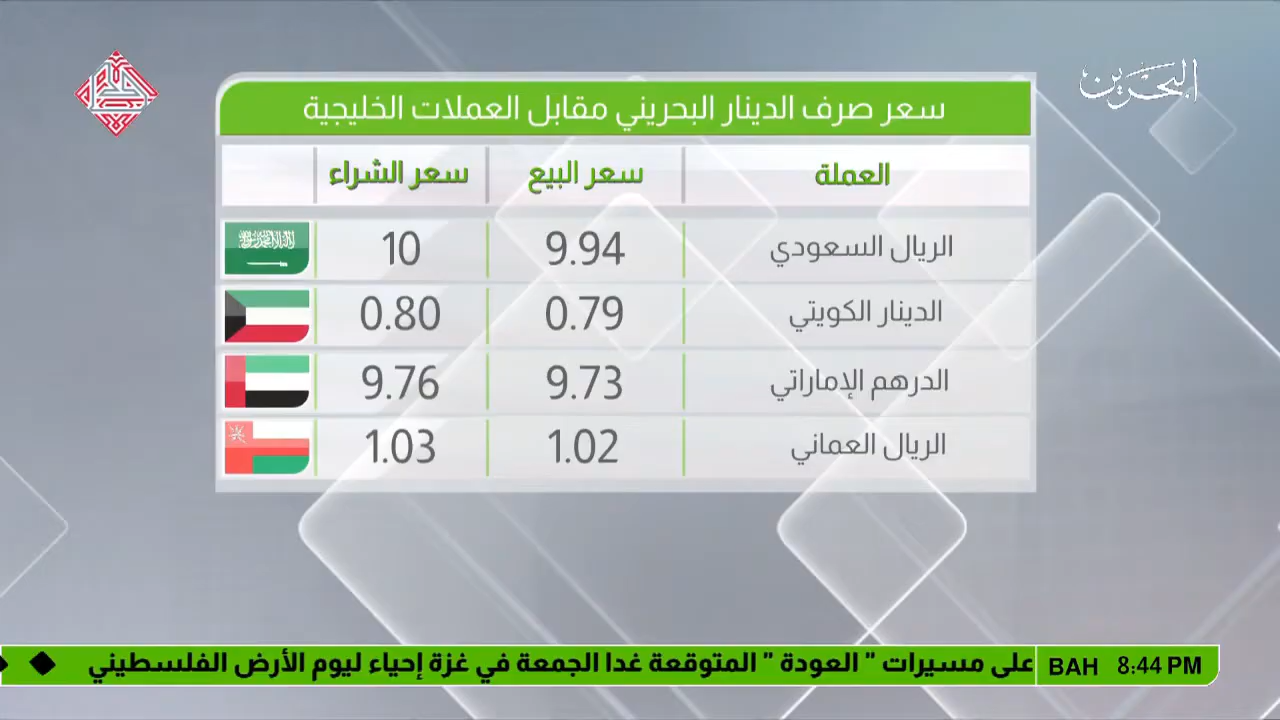 البحرين
سعر صرف الدينار البحريني مقابل العملات الخليجية
العملة سعر البيع سعر الشراء
الريال السعودي 9.94 10
الدينار الكويتي 0.79 0.80
الدرهم الإماراتي 9.73 9.76
الريال العماني 1.02 1.03
BAH 8:44 PM
على مسيرات " العودة " المتوقعة غدا الجمعة في غزة إحياء ليوم الأرض الفلسطيني